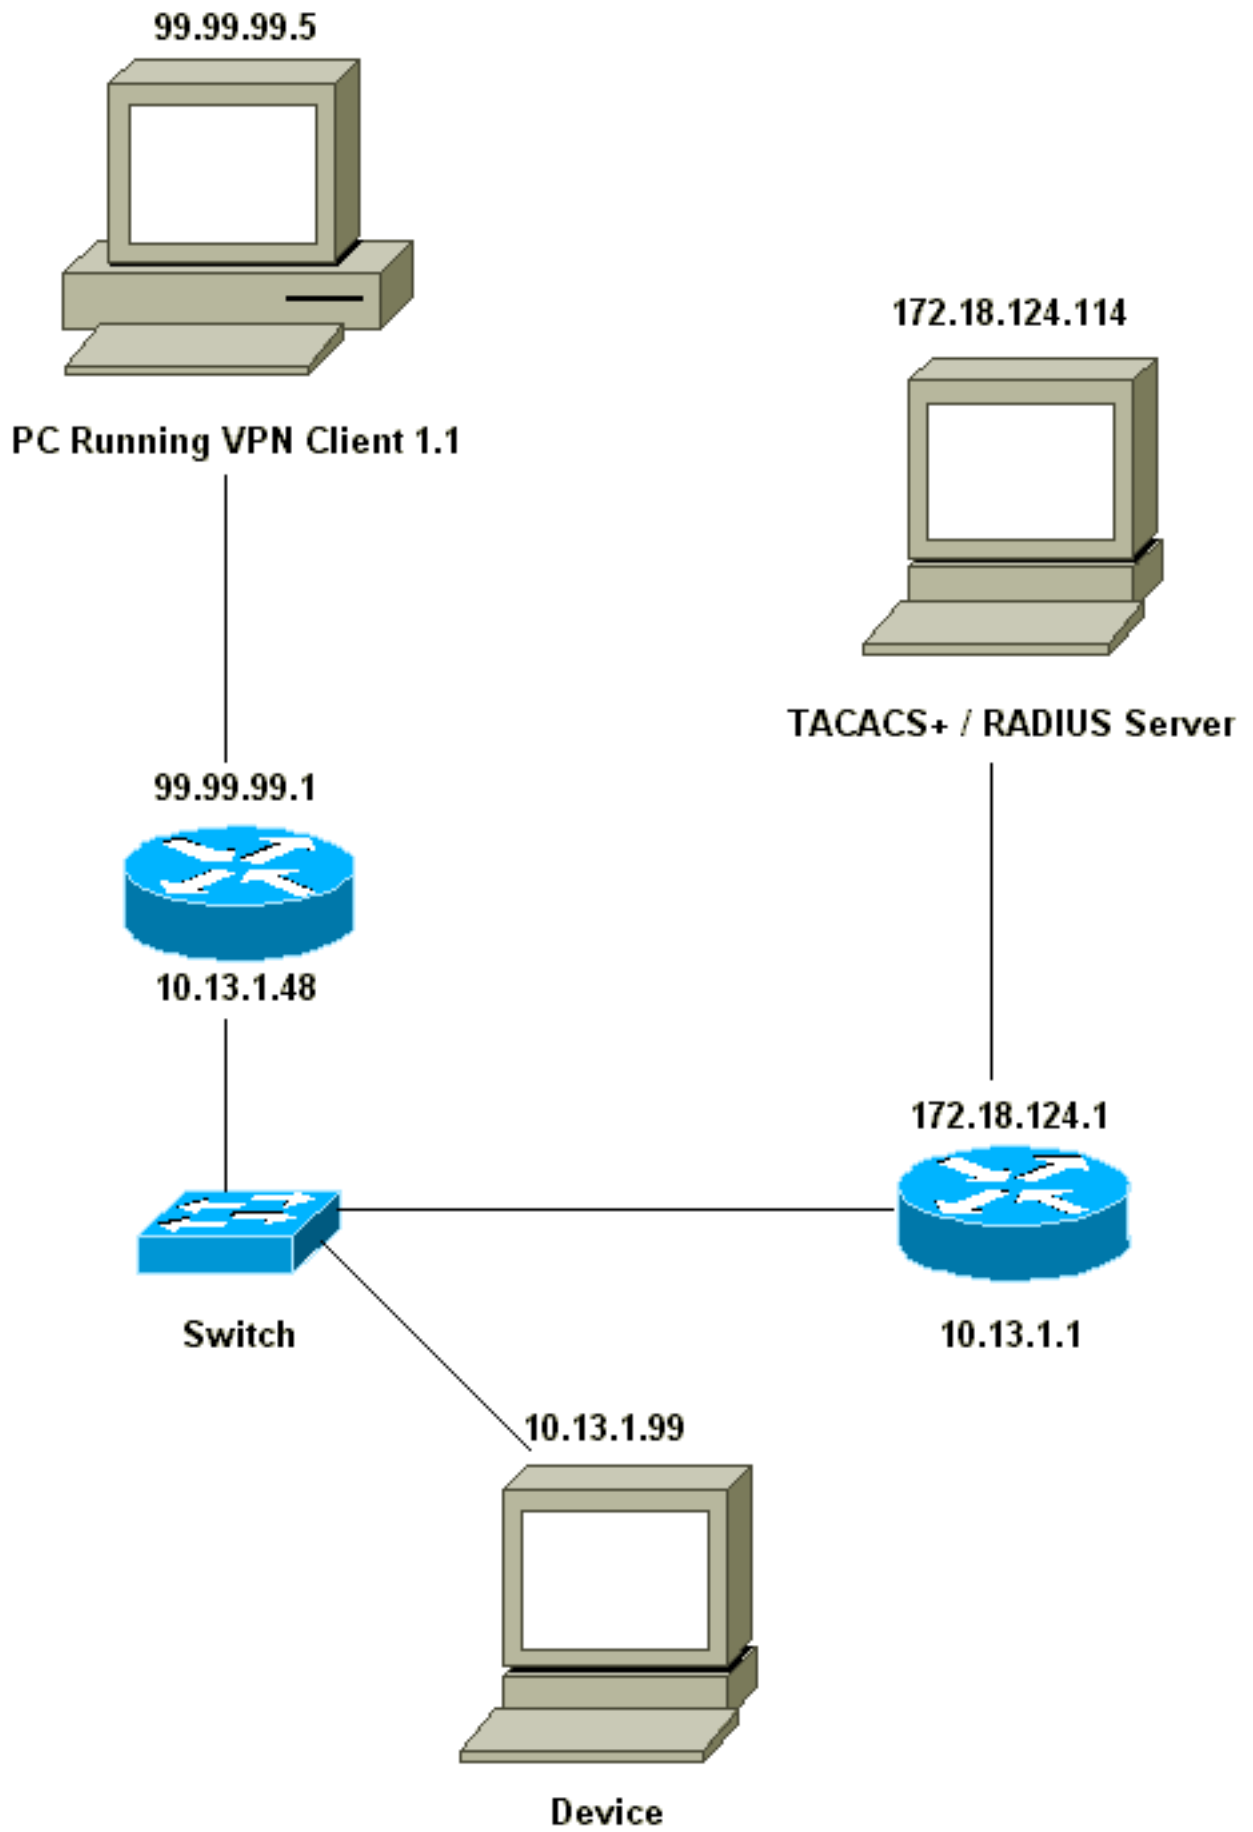 99.99.99.5
172.18.124.114
PC Running VPN Client 1.1
TACACS+ / RADIUS Server
99.99.99.1
10.13.1.48
172.18.124.1
Switch
10.13.1.1
10.13.1.99
Device